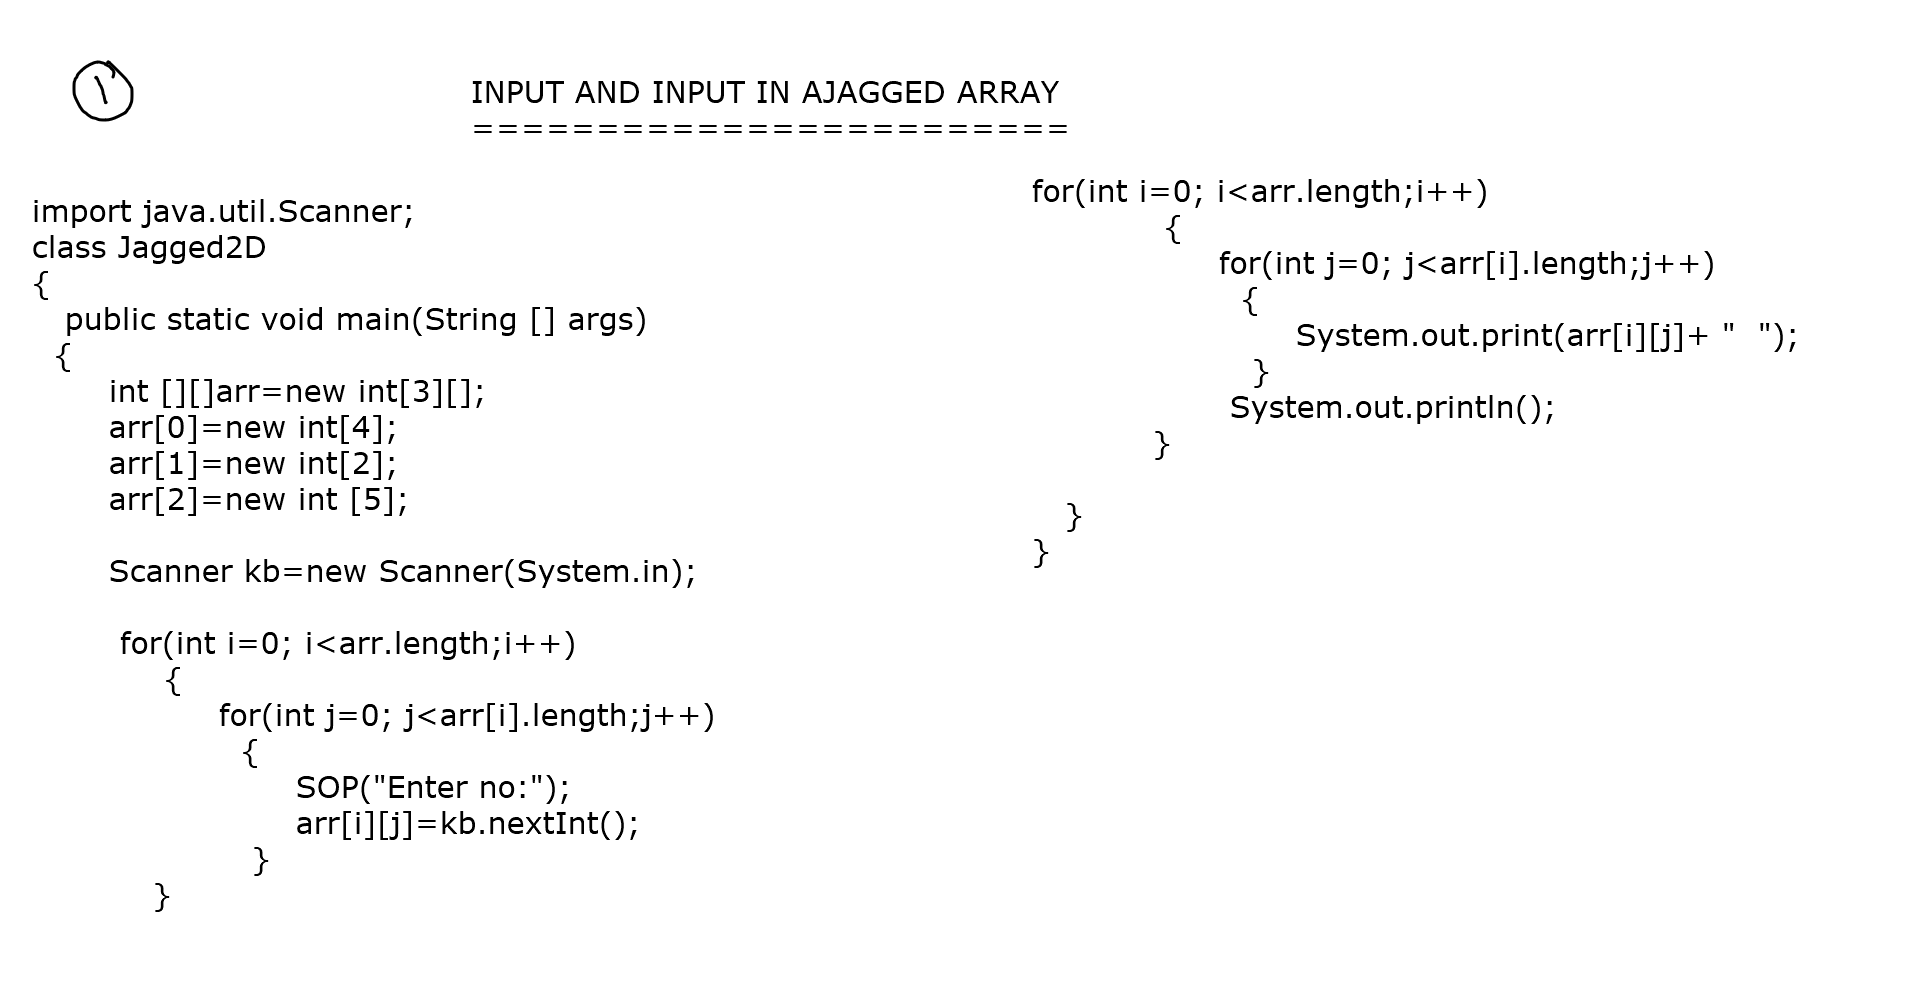 1
INPUT AND INPUT IN AJAGGED ARRAY
========================
import java.util.Scanner;
class Jagged2D
{
public static void main(String [] args)
{
int [][]arr=new int[3][];
arr[0]=new int[4];
arr[1]=new int[2];
arr[2]=new int [5];
Scanner kb=new Scanner(System.in);
for(int i=0; i<arr.length;i++)
{
for(int j=0; j<arr[i].length;j++)
{
SOP("Enter no:");
arr[i][j]=kb.nextInt();
}
}
for(int i=0; i<arr.length;i++)
{
for(int j=0; j<arr[i].length;j++)
{
System.out.print(arr[i][j]+ "  ");
}
System.out.println();
}
}
}